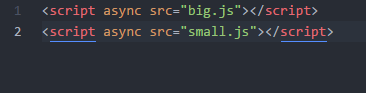 1 <script async src="big.js"></script>
2 <script async src="small.js"></script>